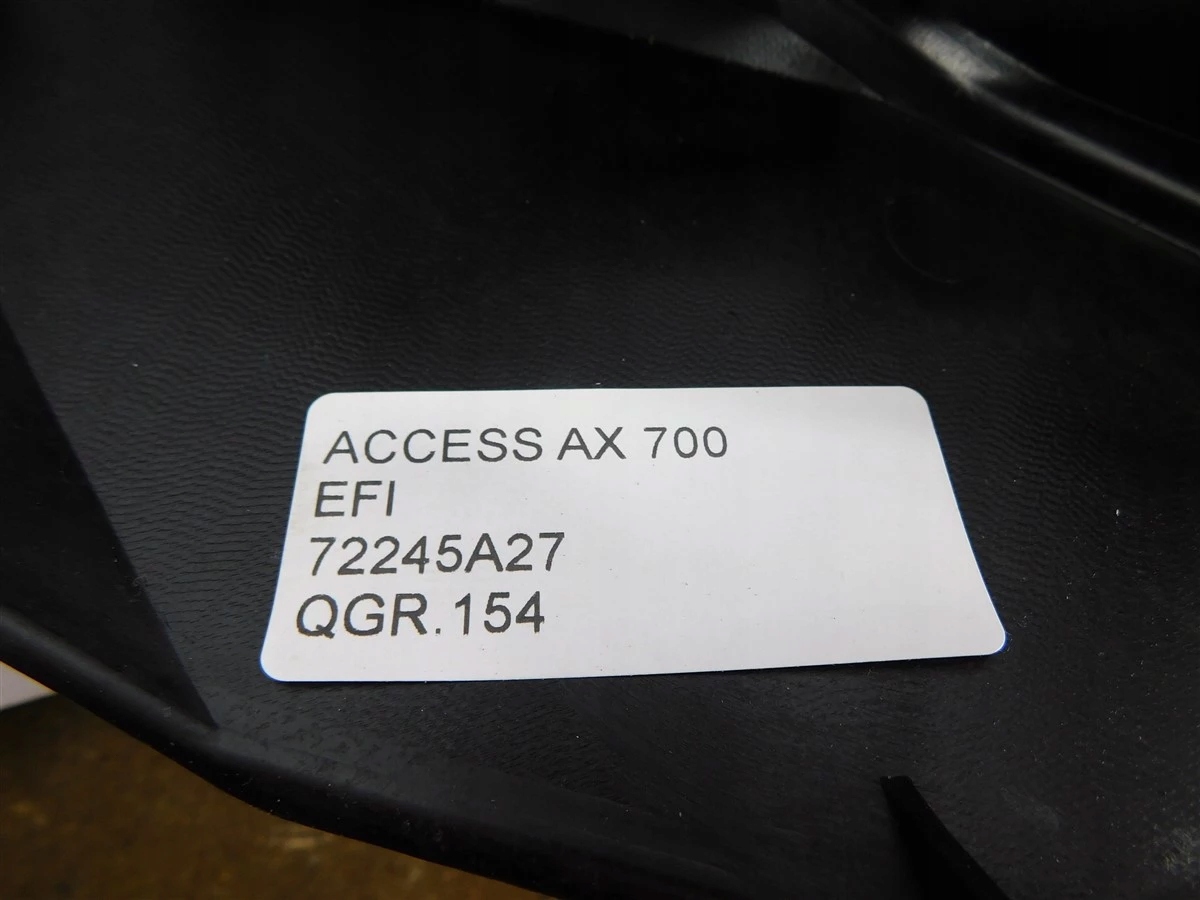 ACCESS AX 700
EFI
72245A27
QGR.154